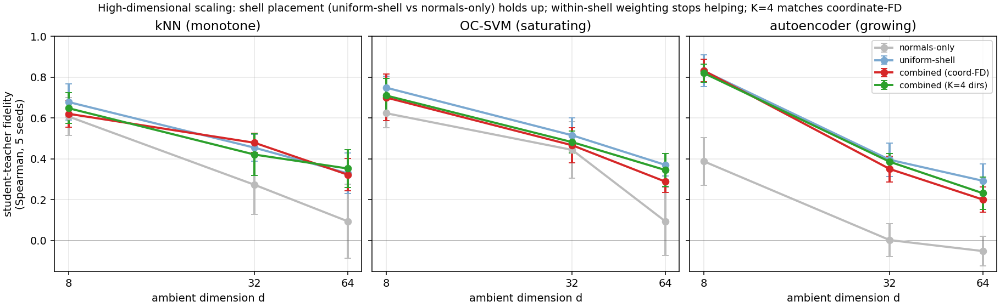 High-dimensional scaling: shell placement (uniform-shell vs normals-only) holds up; within-shell weighting stops helping; K=4 matches coordinate-FD
kNN (monotone)
OC-SVM (saturating)
autoencoder (growing)
student-teacher fidelity
(Spearman, 5 seeds)
1.0
0.8
0.6
0.4
0.2
0.0
normals-only
uniform-shell
combined (coord-FD)
combined (K=4 dirs)
8 32 64
8 32 64
8 32 64
ambient dimension d
ambient dimension d
ambient dimension d